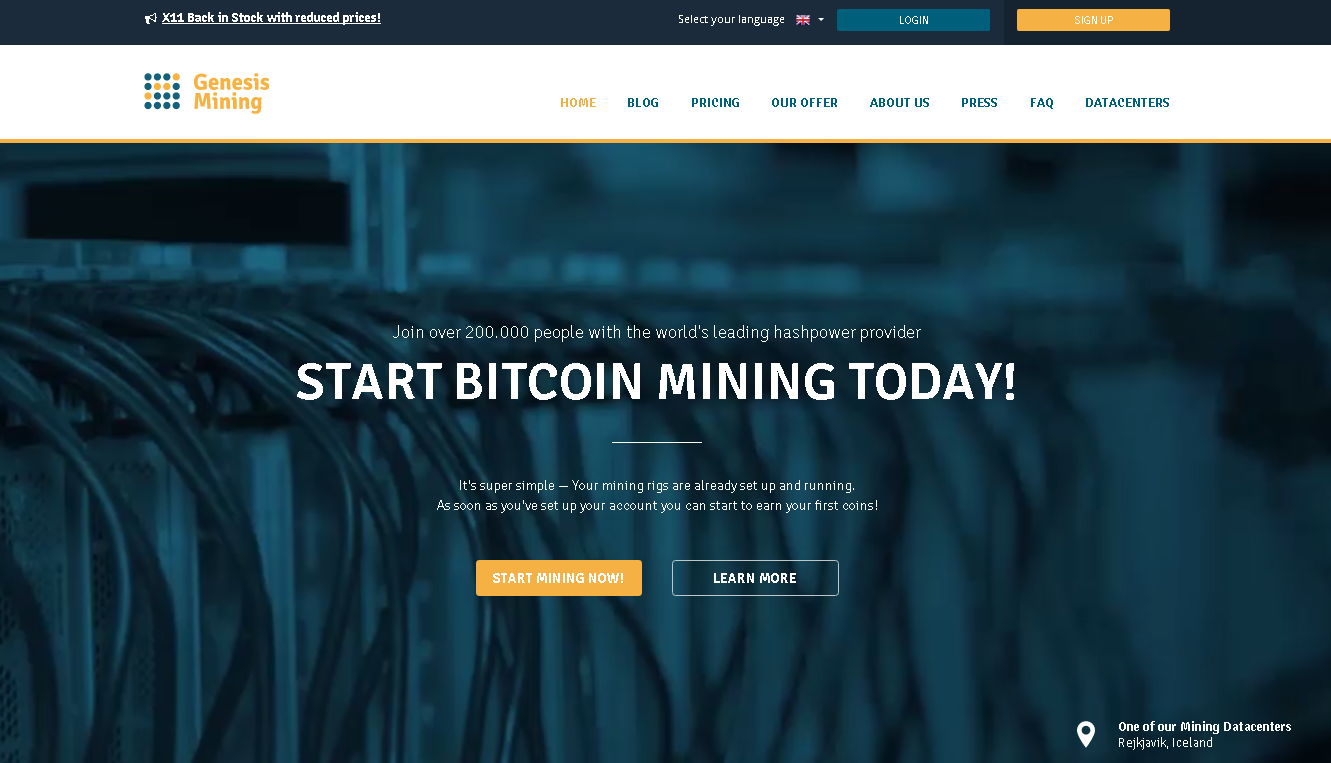 X11 Back in Stock with reduced prices!
Select your language
LOGIN
SIGN UP
Genesis
Mining
HOME BLOG PRICING OUR OFFER ABOUT US PRESS FAQ DATACENTERS
Join over 200.000 people with the world's leading hashpower provider
START BITCOIN MINING TODAY!
It's super simple – Your mining rigs are already set up and running.
As soon as you've set up your account you can start to earn your first coins!
START MINING NOW!
LEARN MORE
One of our Mining Datacenters
Rejkjavik, Iceland